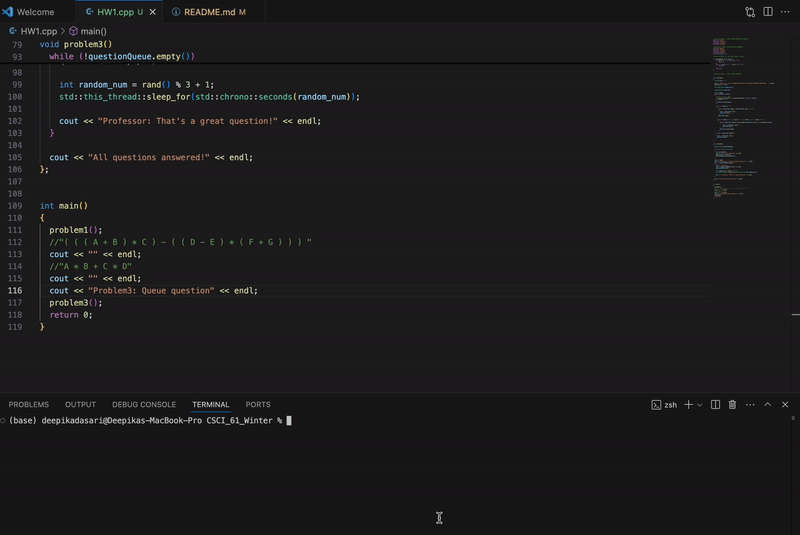 Welcome
HW1.cpp U
README.md M
HW1.cpp > main()
79 void problem3()
93 while (!questionQueue.empty())
98
99 int random_num = rand() % 3 + 1;
100 std::this_thread::sleep_for(std::chrono::seconds(random_num));
101
102 cout << "Professor: That's a great question!" << endl;
103 }
104
105 cout << "All questions answered!" << endl;
106 };
107
108
109 int main()
110 {
111 problem1();
112 //"( ( ( A + B ) * C ) - ( ( D - E ) * ( F + G ) ) ) "
113 cout << "" << endl;
114 //"A * B + C * D"
115 cout << "" << endl;
116 cout << "Problem3: Queue question" << endl;
117 problem3();
118 return 0;
119 }
PROBLEMS OUTPUT DEBUG CONSOLE TERMINAL PORTS
zsh
(base) deepikadasari@Deepikas-MacBook-Pro CSCI_61_Winter %